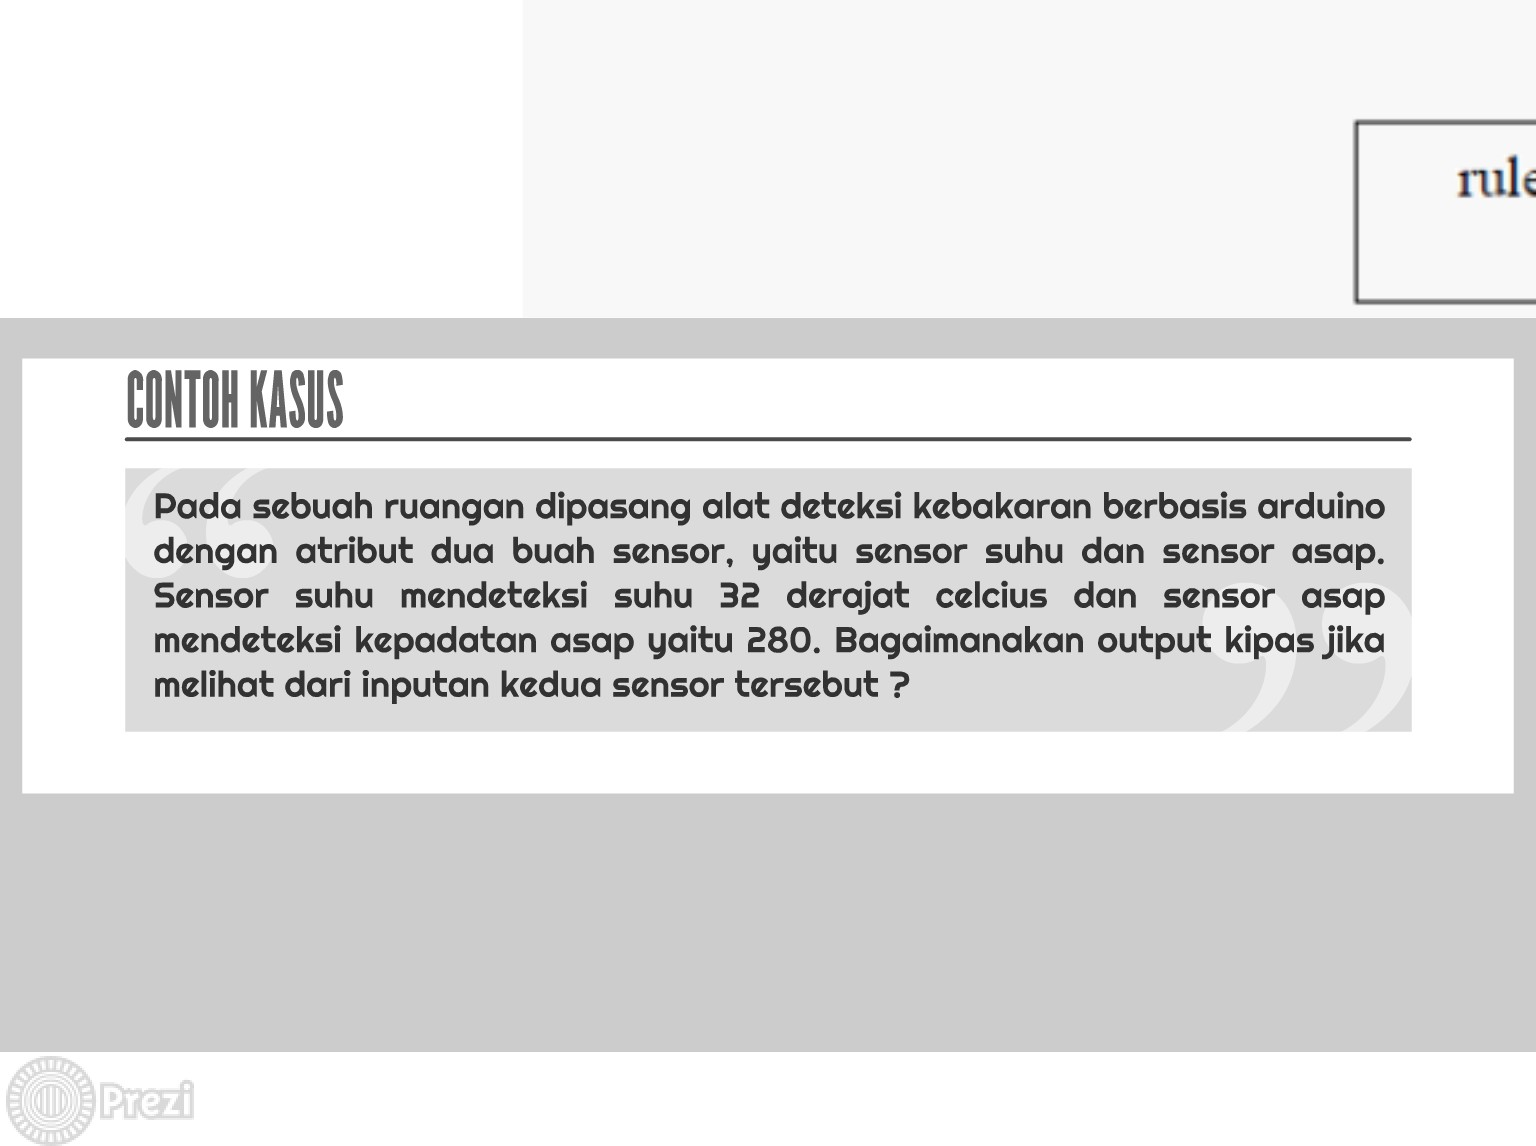 rule
CONTOH KASUS
Pada sebuah ruangan dipasang alat deteksi kebakaran berbasis arduino
dengan atribut dua buah sensor, yaitu sensor suhu dan sensor asap.
Sensor suhu mendeteksi suhu 32 derajat celcius dan sensor asap
mendeteksi kepadatan asap yaitu 280. Bagaimanakan output kipas jika
melihat dari inputan kedua sensor tersebut ?
Prezi